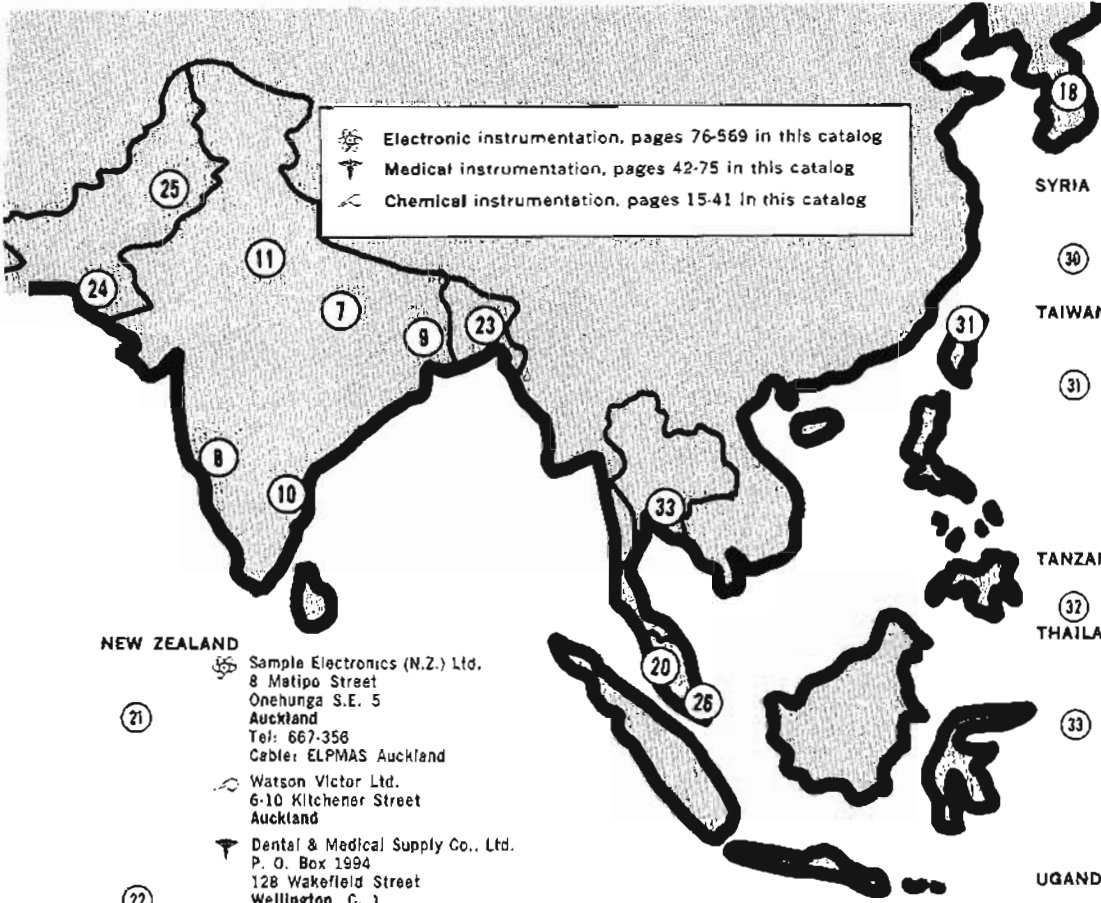 18
Electronic instrumentation, pages 76-569 in this catalog
Medical instrumentation, pages 42-75 in this catalog
Chemical instrumentation, pages 15-41 in this catalog
25
11
24
7
9
23
31
8
10
33
20
26
SYRIA
30
TAIWAN
31
TANZAN
32
THAILA
33
UGAND
NEW ZEALAND
21
Sample Electronics (N.Z.) Ltd.
8 Matipo Street
Onehunga S.E. 5
Auckland
Tel: 667-356
Cable: ELPMAS Auckland
Watson Victor Ltd.
6-10 Kitchener Street
Auckland
Dental & Medical Supply Co., Ltd.
P. O. Box 1994
128 Wakefield Street
22
Wellington, C.